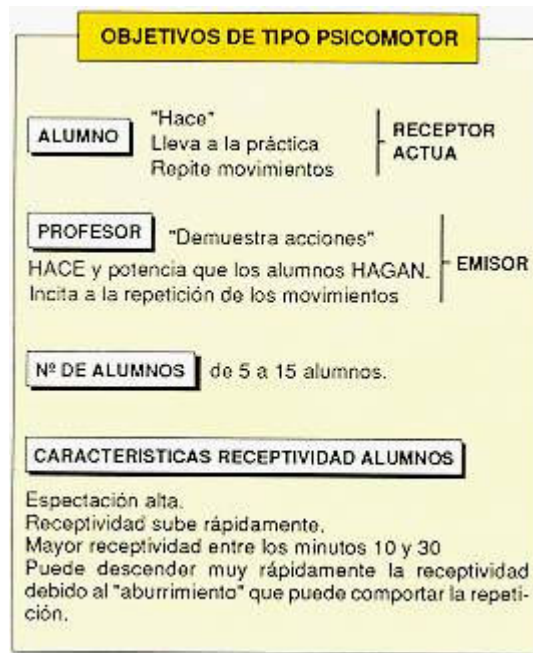 OBJETIVOS DE TIPO PSICOMOTOR
ALUMNO
"Hace"
Lleva a la práctica
Repite movimientos
RECEPTOR
ACTUA
PROFESOR
"Demuestra acciones"
HACE y potencia que los alumnos HAGAN.
Incita a la repetición de los movimientos
EMISOR
Nº DE ALUMNOS
de 5 a 15 alumnos.
CARACTERISTICAS RECEPTIVIDAD ALUMNOS
Espectación alta.
Receptividad sube rápidamente.
Mayor receptividad entre los minutos 10 y 30
Puede descender muy rápidamente la receptividad
debido al "aburrimiento" que puede comportar la repeti-
ción.